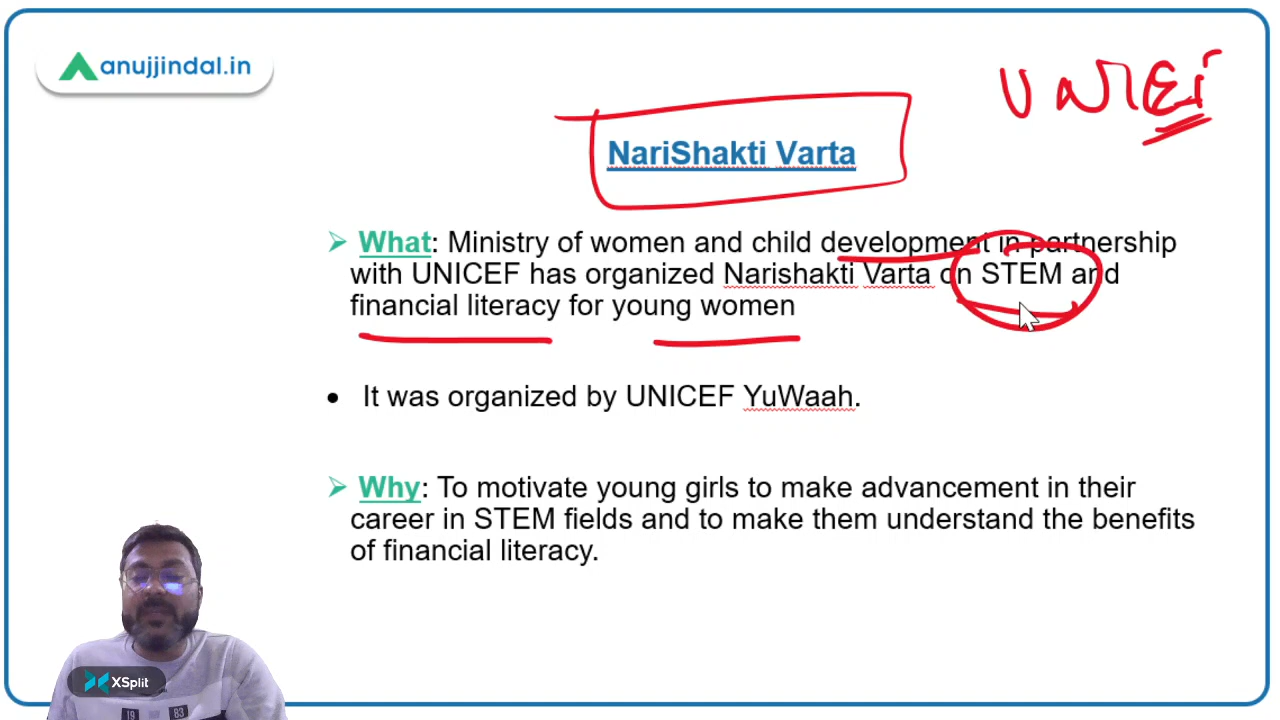 anujjindal.in
NariShakti Varta
What: Ministry of women and child development in partnership
with UNICEF has organized Narishakti Varta on STEM and
financial literacy for young women
It was organized by UNICEF YuWaah.
Why: To motivate young girls to make advancement in their
career in STEM fields and to make them understand the benefits
of financial literacy.
XSplit
19 83